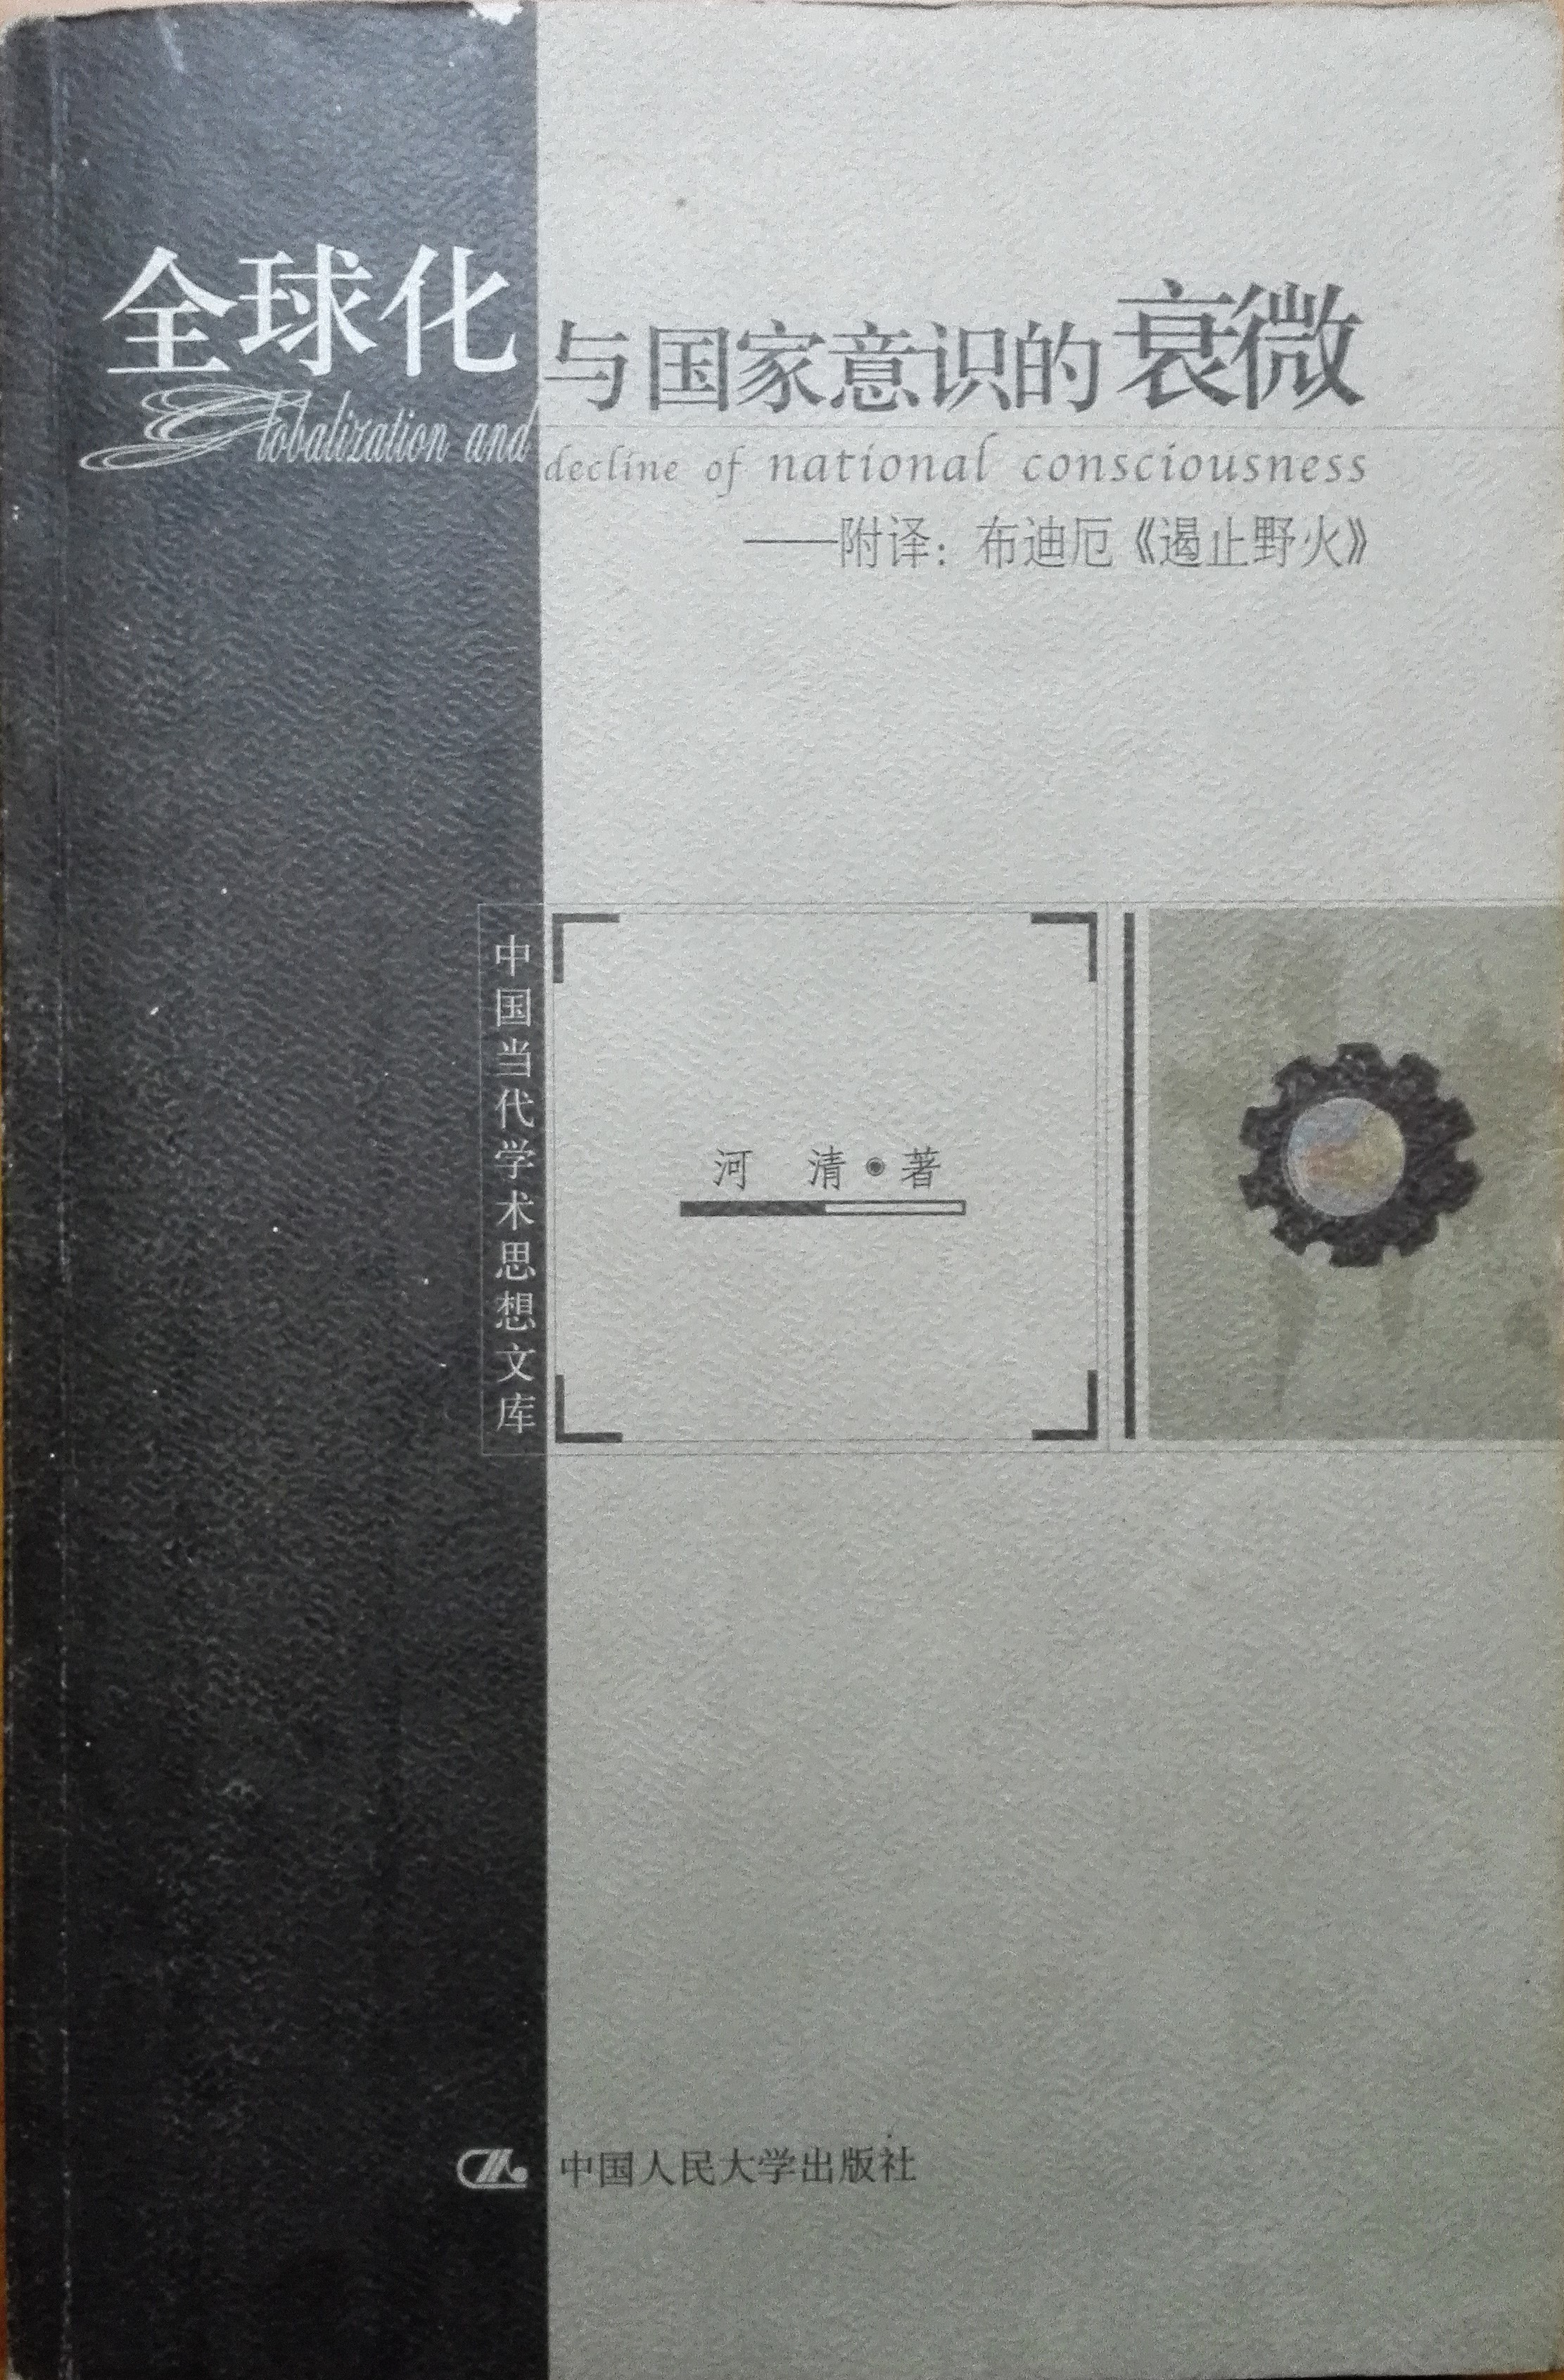 全球化与国家意识的衰微
Globalization and decline of national consciousness
——附译：布迪厄《遏止野火》
中国当代学术思想文库
河 清◉著
中国人民大学出版社